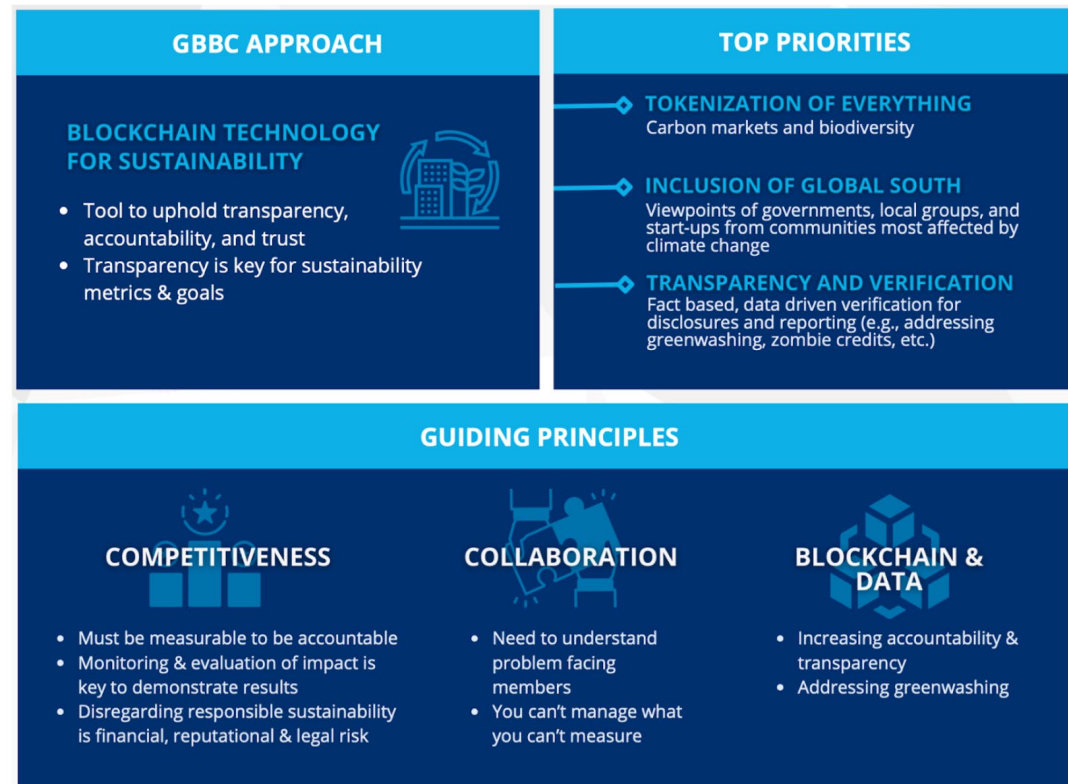 GBBC APPROACH
BLOCKCHAIN TECHNOLOGY
FOR SUSTAINABILITY
• Tool to uphold transparency,
accountability, and trust
• Transparency is key for sustainability
metrics & goals
TOP PRIORITIES
TOKENIZATION OF EVERYTHING
Carbon markets and biodiversity
INCLUSION OF GLOBAL SOUTH
Viewpoints of governments, local groups, and
start-ups from communities most affected by
climate change
TRANSPARENCY AND VERIFICATION
Fact based, data driven verification for
disclosures and reporting (e.g., addressing
greenwashing, zombie credits, etc.)
GUIDING PRINCIPLES
COMPETITIVENESS
• Must be measurable to be accountable
• Monitoring & evaluation of impact is
key to demonstrate results
• Disregarding responsible sustainability
is financial, reputational & legal risk
COLLABORATION
• Need to understand
problem facing
members
• You can't manage what
you can't measure
BLOCKCHAIN &
DATA
• Increasing accountability &
transparency
• Addressing greenwashing